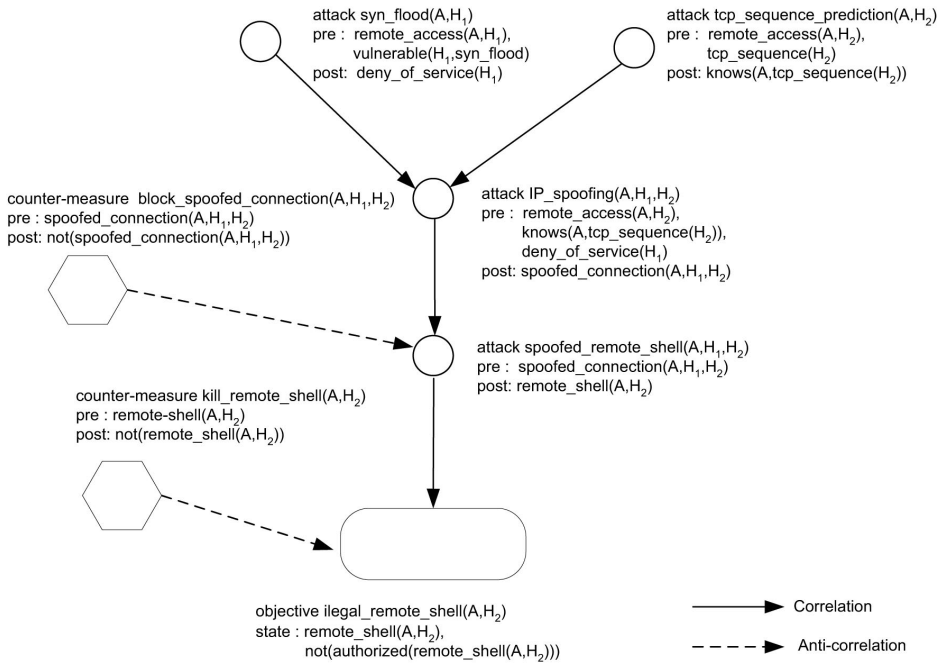 attack syn_flood(A,H₁)
pre : remote_access(A,H₁),
vulnerable(H₁,syn_flood)
post: deny_of_service(H₁)
attack tcp_sequence_prediction(A,H₂)
pre : remote_access(A,H₂),
tcp_sequence(H₂)
post: knows(A,tcp_sequence(H₂))
counter-measure block_spoofed_connection(A,H₁,H₂)
pre : spoofed_connection(A,H₁,H₂)
post: not(spoofed_connection(A,H₁,H₂))
attack IP_spoofing(A,H₁,H₂)
pre : remote_access(A,H₂),
knows(A,tcp_sequence(H₂)),
deny_of_service(H₁)
post: spoofed_connection(A,H₁,H₂)
attack spoofed_remote_shell(A,H₁,H₂)
pre : spoofed_connection(A,H₁,H₂)
post: remote_shell(A,H₂)
counter-measure kill_remote_shell(A,H₂)
pre : remote-shell(A,H₂)
post: not(remote_shell(A,H₂))
objective ilegal_remote_shell(A,H₂)
state : remote_shell(A,H₂),
not(authorized(remote_shell(A,H₂)))
Correlation
Anti-correlation